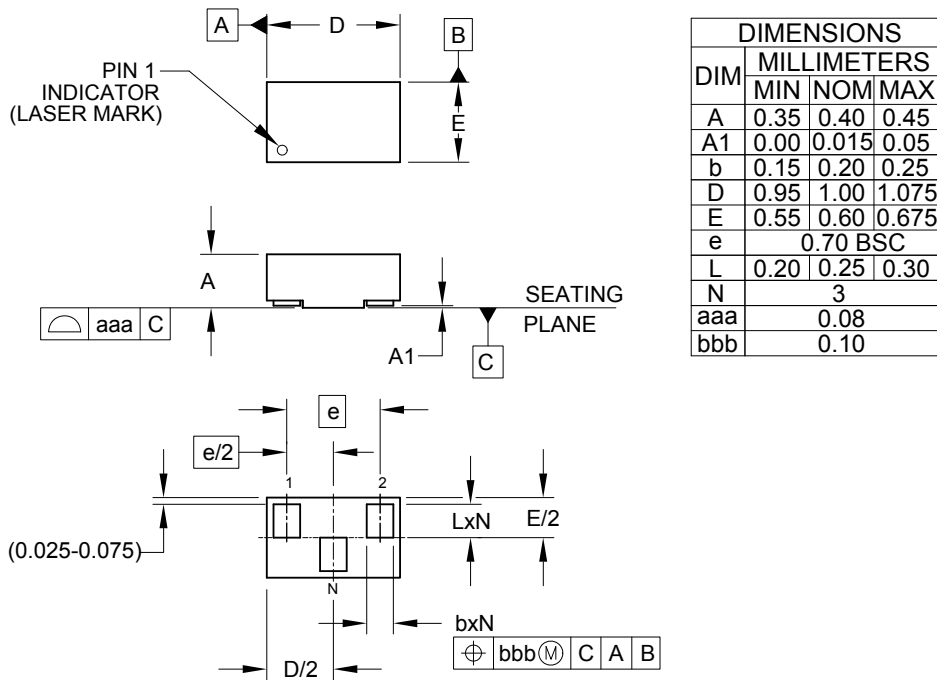 A
D
B
PIN 1
INDICATOR
(LASER MARK)
E
A
SEATING
PLANE
aaa C
A1
C
e
e/2
1 2
LxN
E/2
(0.025-0.075)
N
bxN
bbb Ⓜ C A B
D/2
DIMENSIONS
DIM MILLIMETERS
MIN NOM MAX
A 0.35 0.40 0.45
A1 0.00 0.015 0.05
b 0.15 0.20 0.25
D 0.95 1.00 1.075
E 0.55 0.60 0.675
e 0.70 BSC
L 0.20 0.25 0.30
N 3
aaa 0.08
bbb 0.10